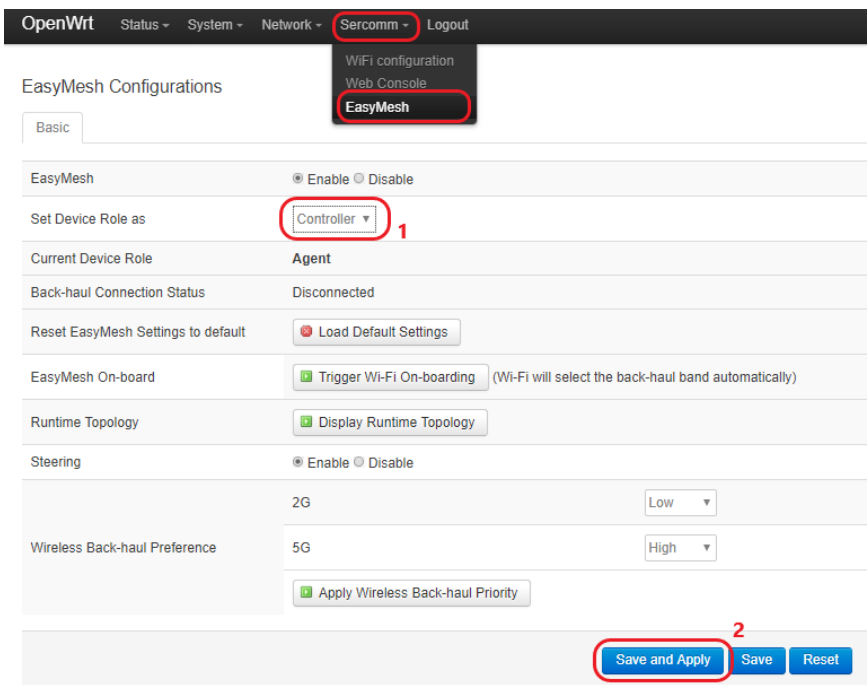 OpenWrt Status System Network Sercomm Logout
WiFi configuration
Web Console
EasyMesh
EasyMesh Configurations
Basic
EasyMesh Enable Disable
Set Device Role as Controller 1
Current Device Role Agent
Back-haul Connection Status Disconnected
Reset EasyMesh Settings to default Load Default Settings
EasyMesh On-board Trigger Wi-Fi On-boarding (Wi-Fi will select the back-haul band automatically)
Runtime Topology Display Runtime Topology
Steering Enable Disable
2G Low
Wireless Back-haul Preference 5G High
Apply Wireless Back-haul Priority
2
Save and Apply Save Reset